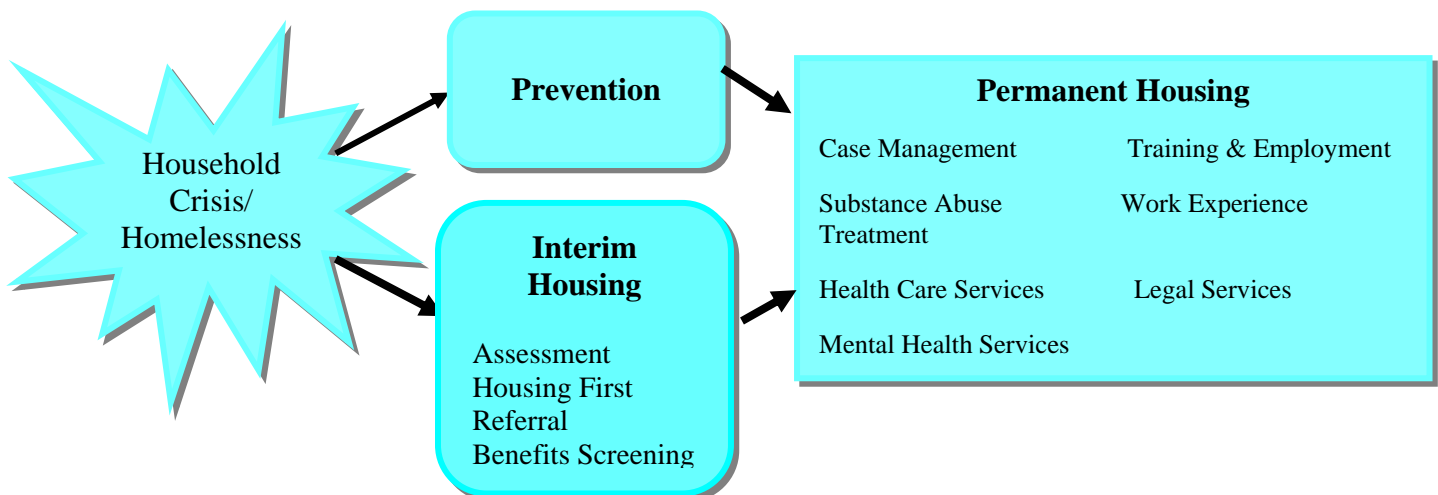 Household
Crisis/
Homelessness
Prevention
Interim
Housing
Assessment
Housing First
Referral
Benefits Screening
Permanent Housing
Case Management Training & Employment
Substance Abuse Work Experience
Treatment
Health Care Services Legal Services
Mental Health Services